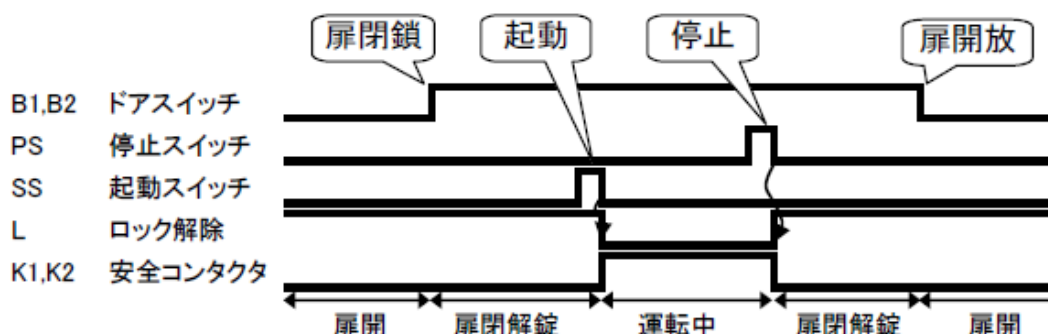 扉閉鎖 起動 停止 扉開放
B1,B2 ドアスイッチ
PS 停止スイッチ
SS 起動スイッチ
L ロック解除
K1,K2 安全コンタクタ
扉開 扉閉解錠 運転中 扉閉解錠 扉開